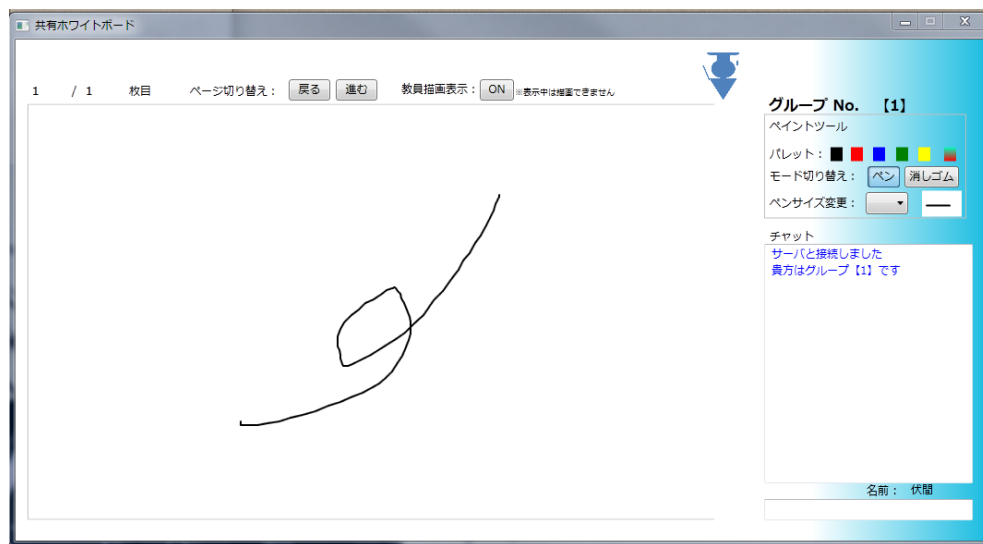 共有ホワイトボード
1 / 1 枚目 ページ切り替え： 戻る 進む 教員描画表示： ON ※表示中は描画できません
グループ No. 【1】
ペイントツール
パレット：
モード切り替え： ペン 消しゴム
ペンサイズ変更：
チャット
サーバと接続しました
貴方はグループ【1】です
名前： 伏間